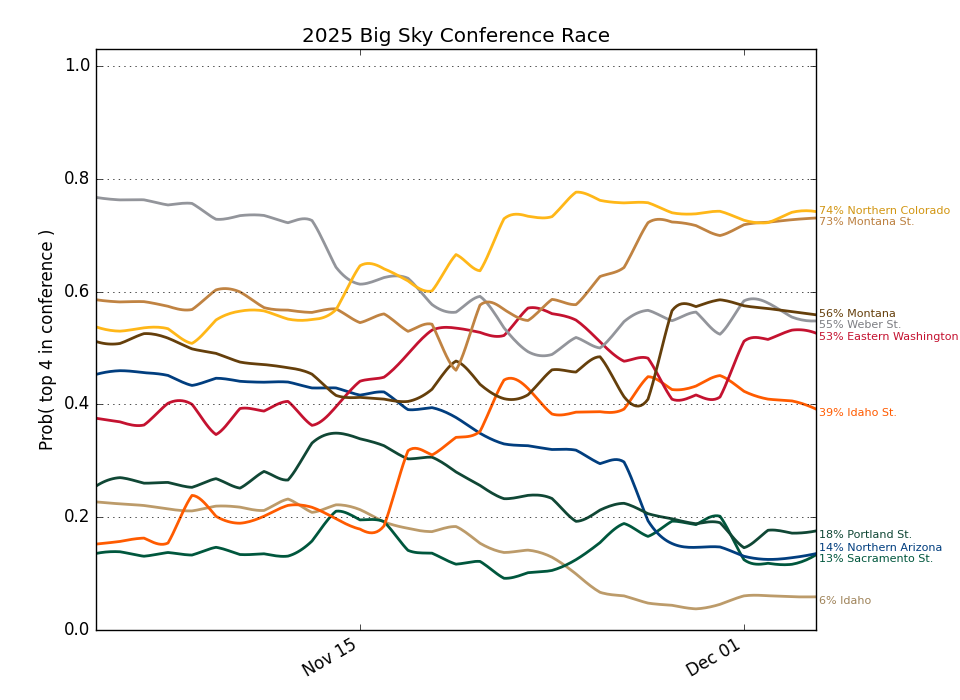 2025 Big Sky Conference Race
Prob( top 4 in conference )
1.0
0.8
0.6
0.4
0.2
0.0
Nov 15
Dec 01
74% Northern Colorado
73% Montana St.
56% Montana
55% Weber St.
53% Eastern Washington
39% Idaho St.
18% Portland St.
14% Northern Arizona
13% Sacramento St.
6% Idaho